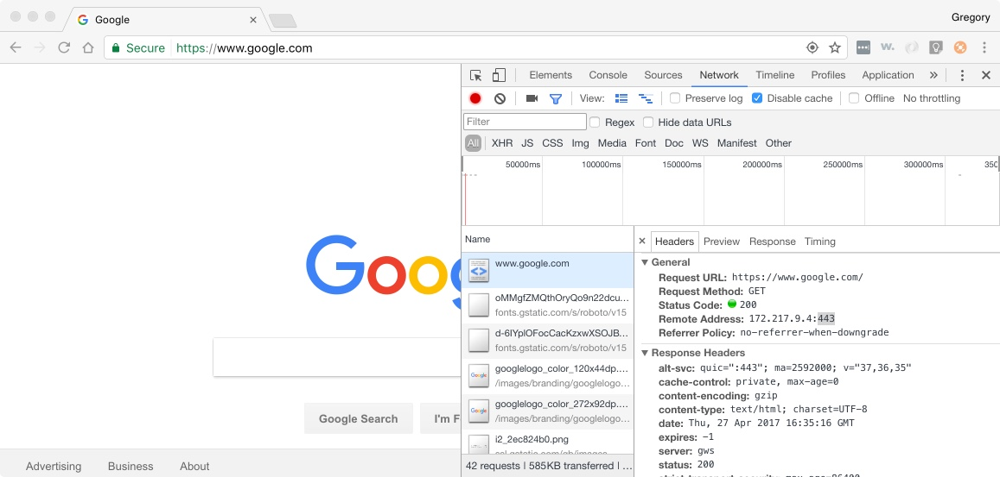 Google
Gregory
Secure https://www.google.com
Elements Console Sources Network Timeline Profiles Application
View: Preserve log Disable cache Offline No throttling
Filter Regex Hide data URLs
All XHR JS CSS Img Media Font Doc WS Manifest Other
50000ms 100000ms 150000ms 200000ms 250000ms 300000ms 350
Goog
Google Search I'm F
Advertising Business About
Name
www.google.com
oMMgfZMQthOryQo9n22dcu...
fonts.gstatic.com/s/roboto/v15
d-6IYplOFocCacKzxwXSOJB...
fonts.gstatic.com/s/roboto/v15
googlelogo_color_120x44dp....
/images/branding/googlelogo...
googlelogo_color_272x92dp....
/images/branding/googlelogo...
i2_2ec824b0.png
42 requests | 585KB transferred | ...
Headers Preview Response Timing
General
Request URL: https://www.google.com/
Request Method: GET
Status Code: 200
Remote Address: 172.217.9.4:443
Referrer Policy: no-referrer-when-downgrade
Response Headers
alt-svc: quic=":443"; ma=2592000; v="37,36,35"
cache-control: private, max-age=0
content-encoding: gzip
content-type: text/html; charset=UTF-8
date: Thu, 27 Apr 2017 16:35:16 GMT
expires: -1
server: gws
status: 200